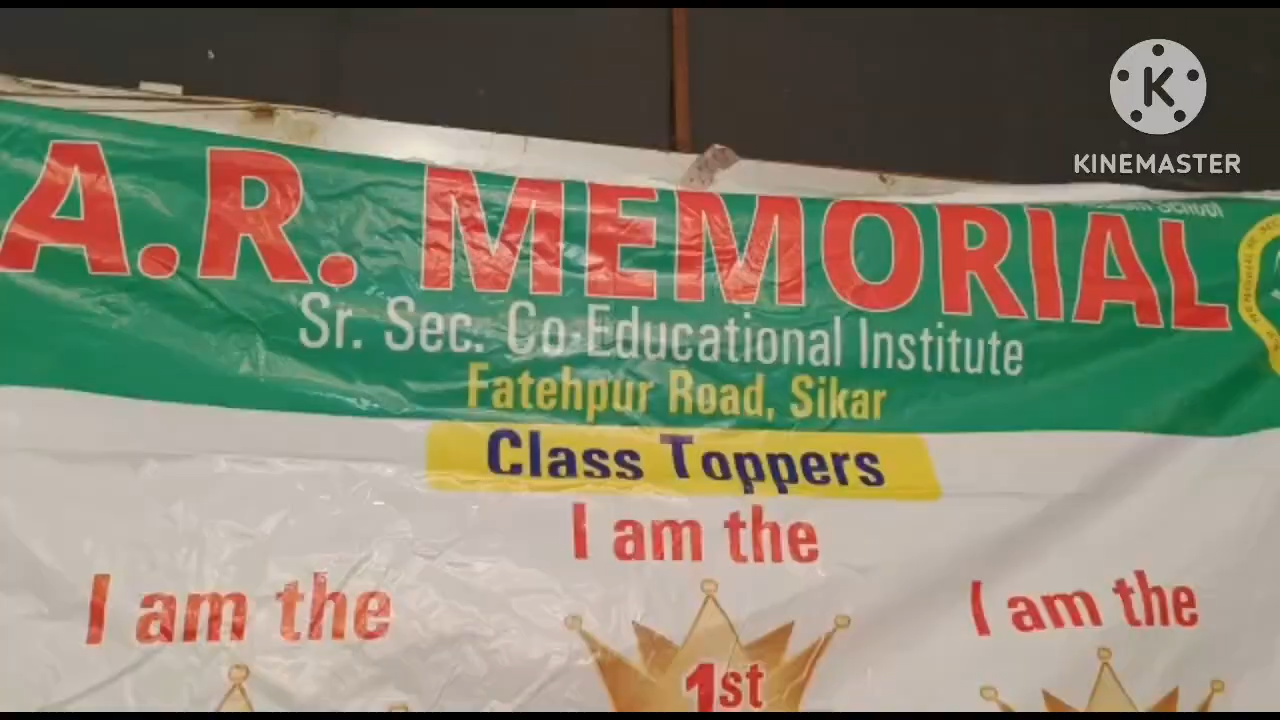 KINEMASTER
School
A.R. MEMORIAL
Sr. Sec. Co-Educational Institute
Fatehpur Road, Sikar
Class Toppers
I am the
I am the
I am the
1st